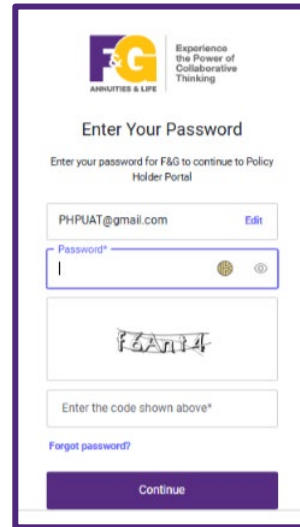 F&G
ANNUITIES & LIFE
Experience
the Power of
Collaborative
Thinking
Enter Your Password
Enter your password for F&G to continue to Policy
Holder Portal
PHPUAT@gmail.com Edit
Password*
Enter the code shown above*
Forgot password?
Continue